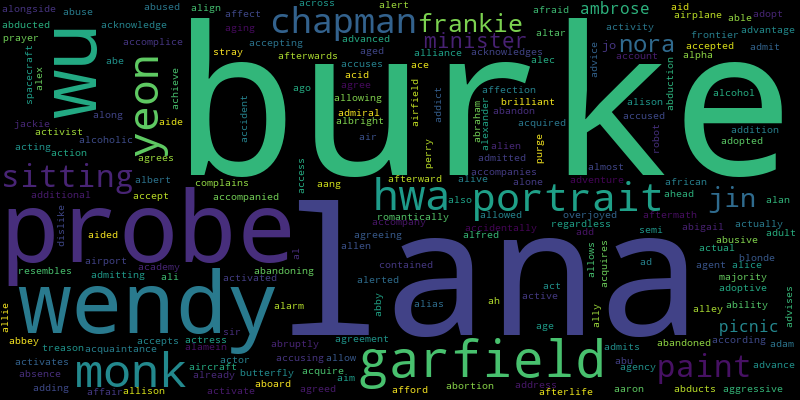 alongside abuse abused across alert afraid ambrose aid adopt
abducted acknowledge align affect chapman frankie airplane able
prayer accomplice accepting advanced acknowledges altar activity frontier advantage
wu abe stray afterwards aged minister alec advice jo nora accepted admit
spacecraft alex yeon achieve burke accuses alliance account alpha
along acid ace affection alison abduction alcohol
jackie aide ago agree addict brilliant
activist alcoholic accident allowing admiral airfield abandon acquired accused addition
acting action albright abraham alexander alien purge robot adopted
agrees air perry admitted almost
sitting albert complains access aang afterward accompanies alone adventure african
additional accept accompanied hwa alive also portrait ahead jin alan
probe dislike lana romantically allowed overjoyed regardless aftermath
aided al accompany accidentally add semi abigail actually adult
airport agreeing allen alfred allows acquires actual abusive
resembles academy abandoning contained ad agent alice blonde
admitting ali activated alerted act majority
wendy abby active ally adoptive
allie alarm alias ah alley ability advises
abbey accepts actress sir age picnic
treason alamein abruptly agreement admits abandoned according adam
activates acquaintance actor accusing allow garfield abu paint advance
absence monk aircraft butterfly acquire aim agency
adding already aboard agreed abortion address aaron abducts aggressive
affair allison activate afford afterlife